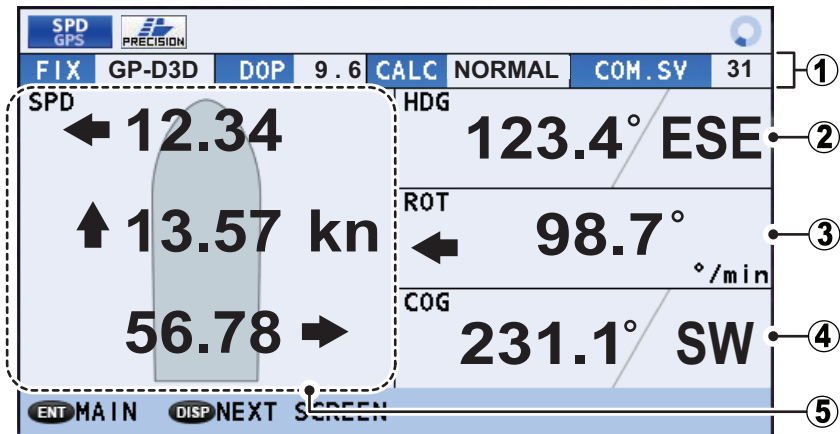 SPD
GPS
PRECISION
FIX GP-D3D DOP 9.6 CALC NORMAL COM.SV 31
1
SPD
12.34
13.57 kn
56.78
HDG
123.4° ESE
2
ROT
98.7°
°/min
3
COG
231.1° SW
4
ENT MAIN DISP NEXT SCREEN
5